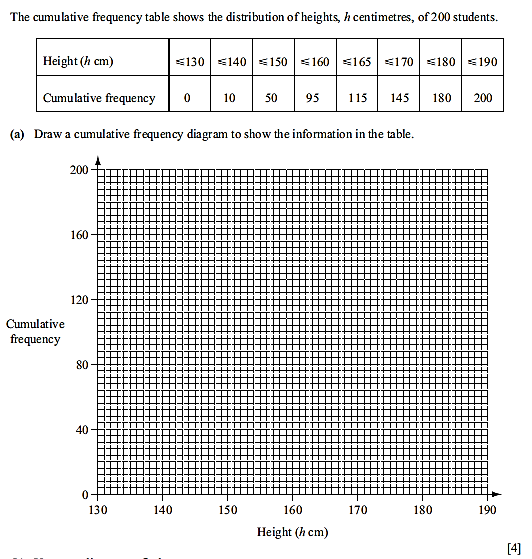 The cumulative frequency table shows the distribution of heights, h centimetres, of 200 students.
Height (h cm) ≤130 ≤140 ≤150 ≤160 ≤165 ≤170 ≤180 ≤190
Cumulative frequency 0 10 50 95 115 145 180 200
(a) Draw a cumulative frequency diagram to show the information in the table.
200
160
120
Cumulative
frequency
80
40
0
130 140 150 160 170 180 190
Height (h cm)
[4]